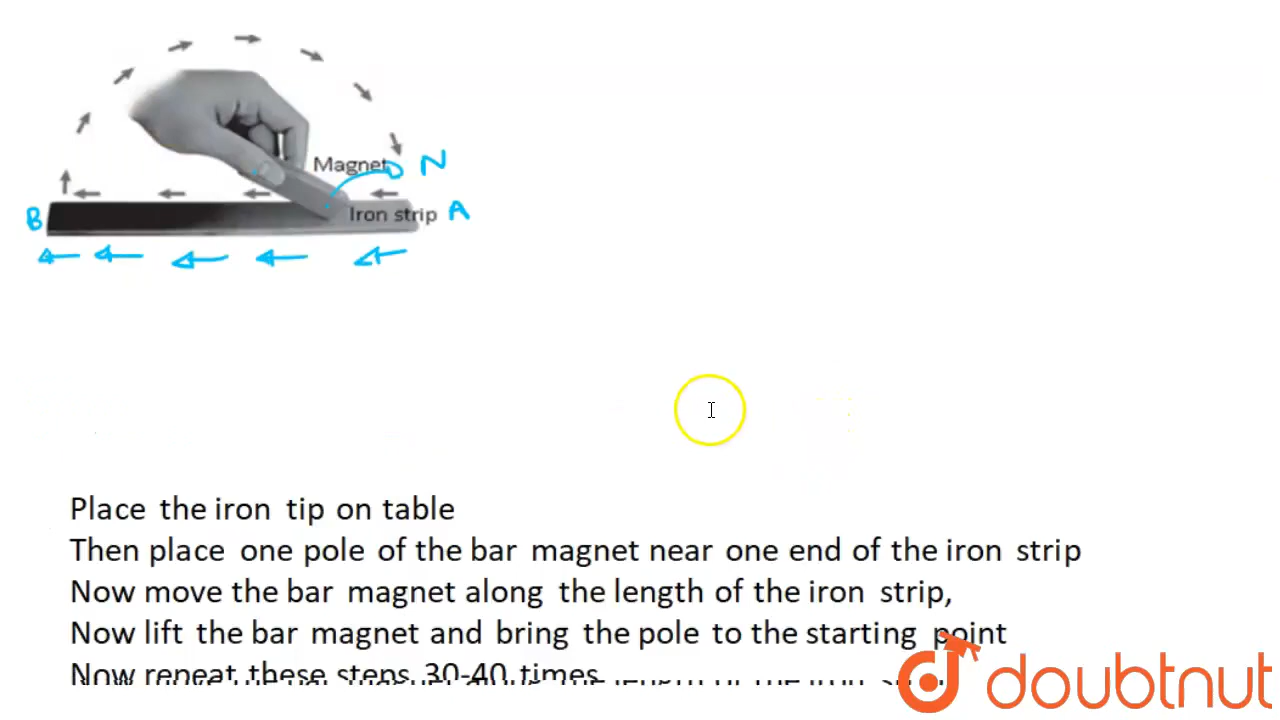 Magnet N
B Iron strip A
Place the iron tip on table
Then place one pole of the bar magnet near one end of the iron strip
Now move the bar magnet along the length of the iron strip,
Now lift the bar magnet and bring the pole to the starting point
Now repeat these steps 30-40 times
doubtnut